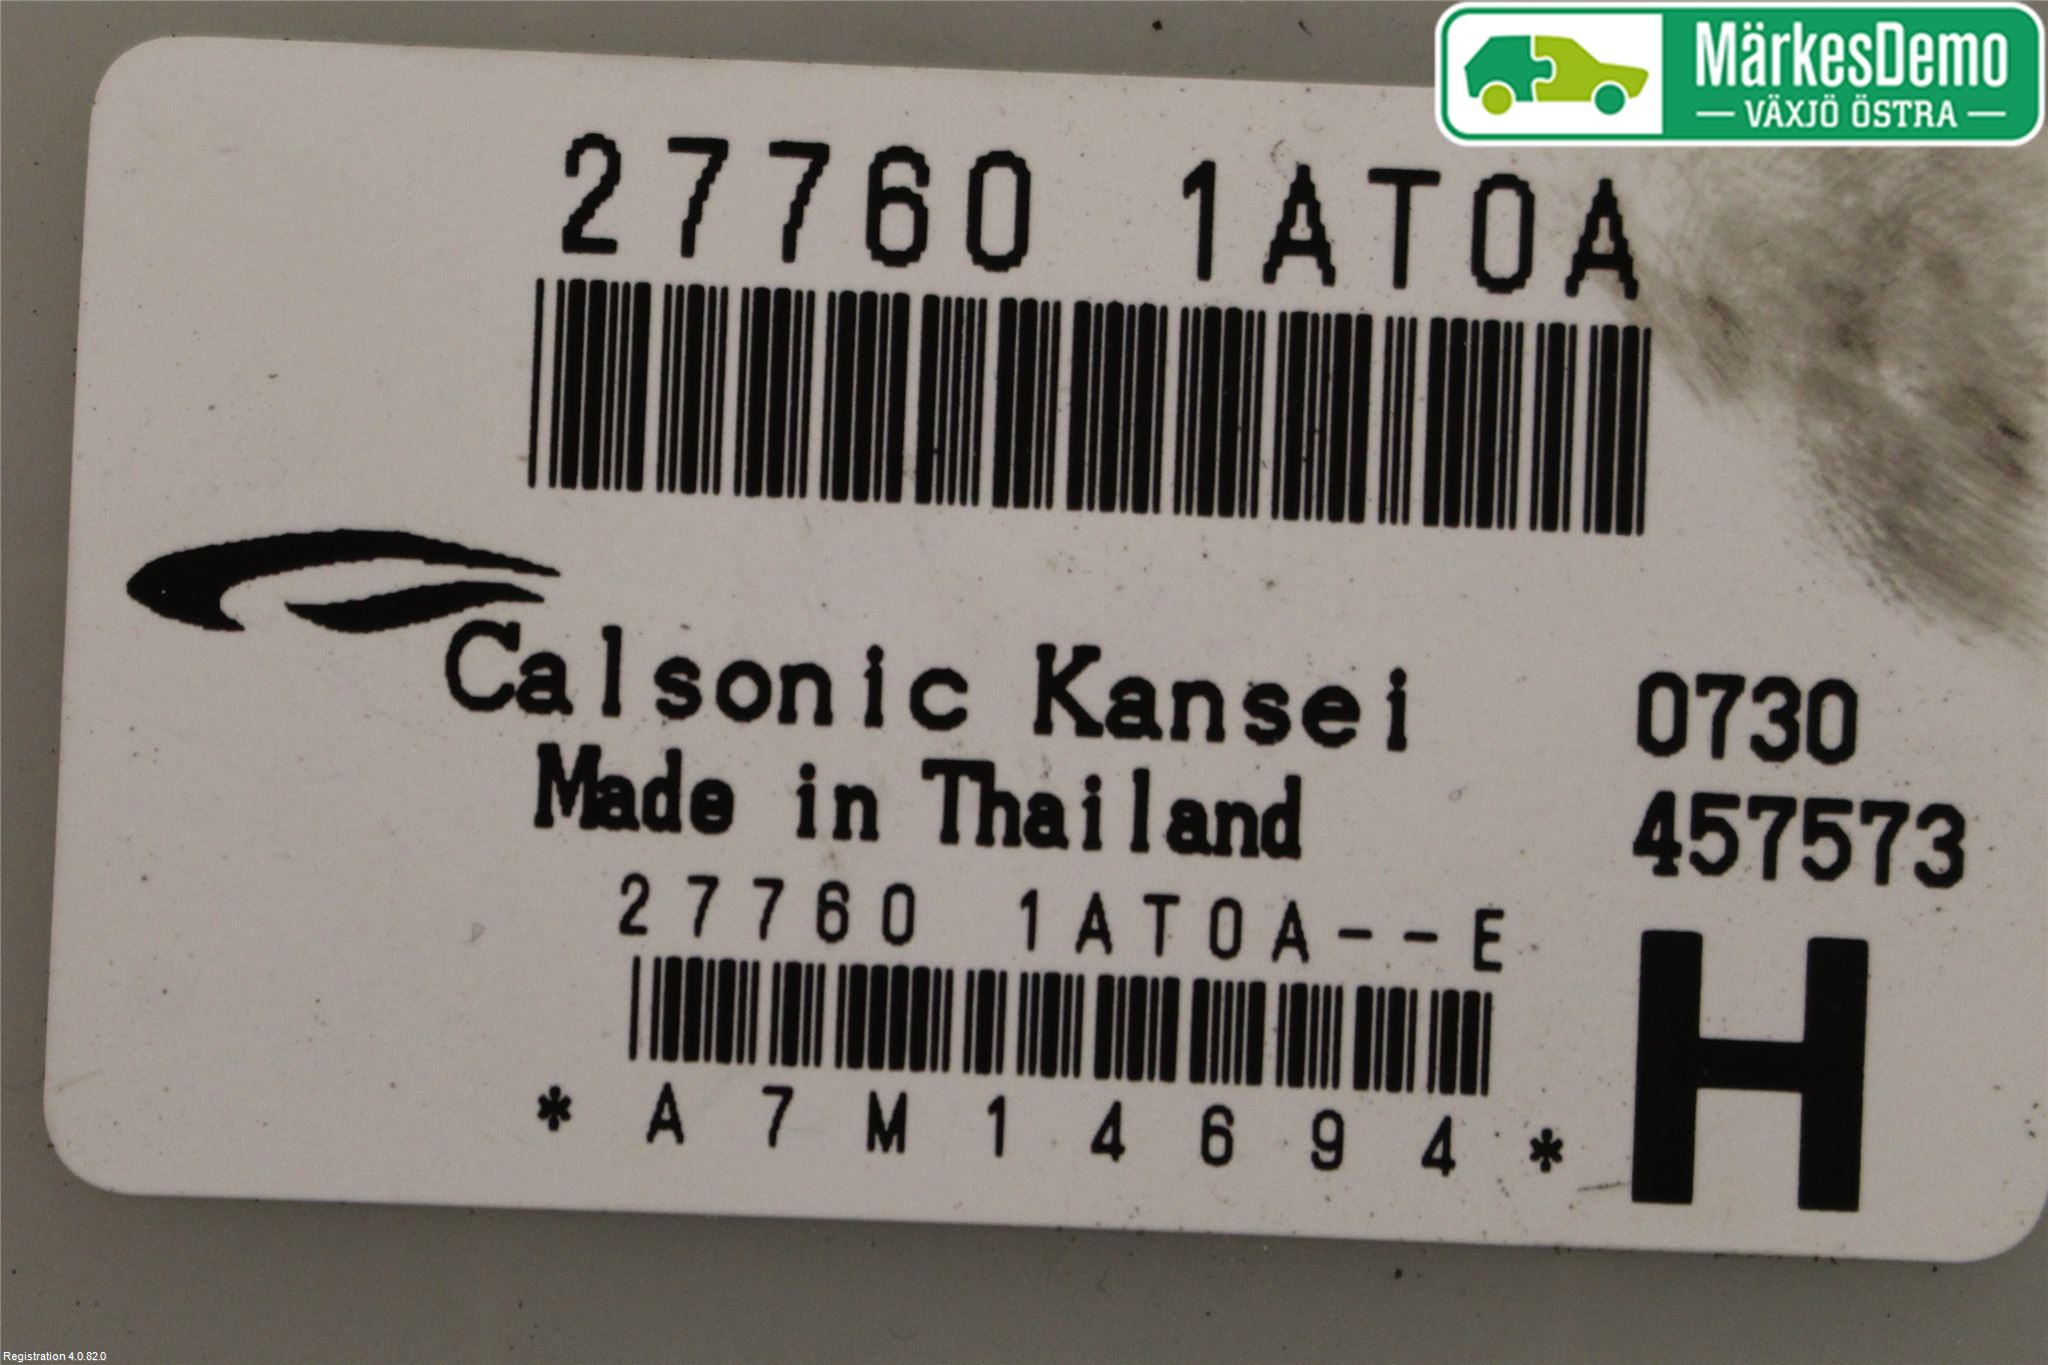 MärkesDemo
VÄXJÖ ÖSTRA
27760 1AT0A
Calsonic Kansei
0730
Made in Thailand
457573
27760 1AT0A--E
H
*A7M14694*
Registration 4.0.82.0